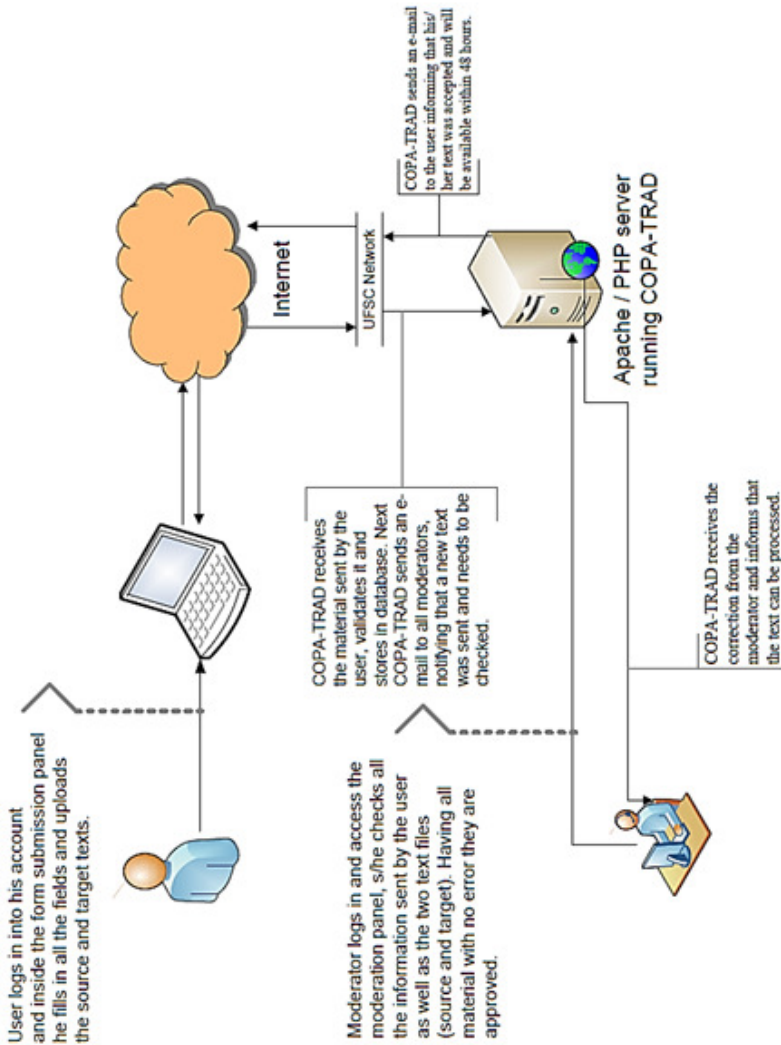 User logs in into his account
and inside the form submission panel
he fills in all the fields and uploads
the source and target texts.
Internet
UFSC Network
COPA-TRAD sends an e-mail
to the user informing that his/
her text was accepted and will
be available within 48 hours.
COPA-TRAD receives
the material sent by the
user, validates it and
stores in database. Next
COPA-TRAD sends an e-
mail to all moderators,
notifying that a new text
was sent and needs to be
checked.
Apache / PHP server
running COPA-TRAD
Moderator logs in and access the
moderation panel, s/he checks all
the information sent by the user
as well as the two text files
(source and target). Having all
material with no error they are
approved.
COPA-TRAD receives the
correction from the
moderator and informs that
the text can be processed.